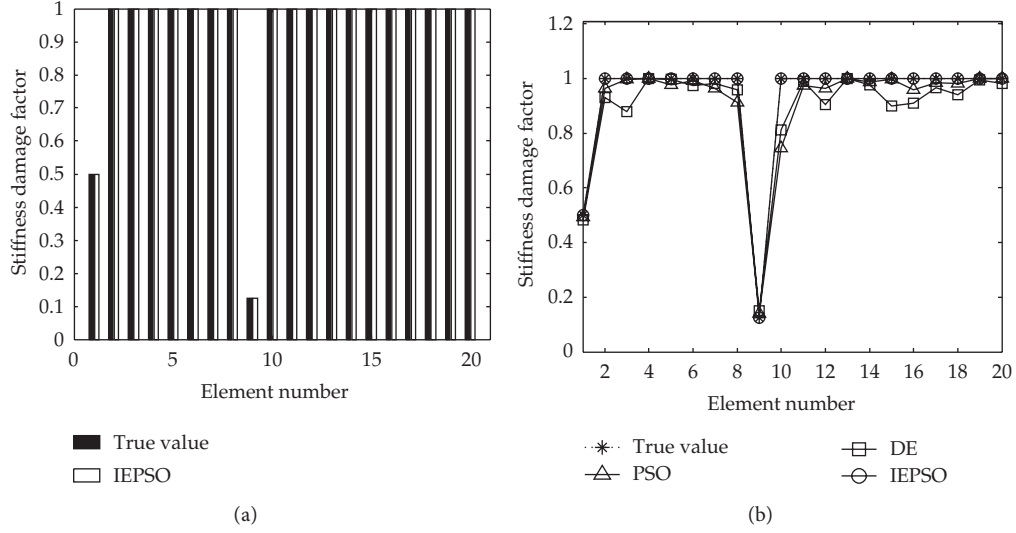 1
0.9
0.8
0.7
0.6
0.5
0.4
0.3
0.2
0.1
0
Stiffness damage factor
0 5 10 15 20
Element number
True value
IEPSO
(a)
1.2
1
0.8
0.6
0.4
0.2
0
Stiffness damage factor
2 4 6 8 10 12 14 16 18 20
Element number
True value
PSO
DE
IEPSO
(b)